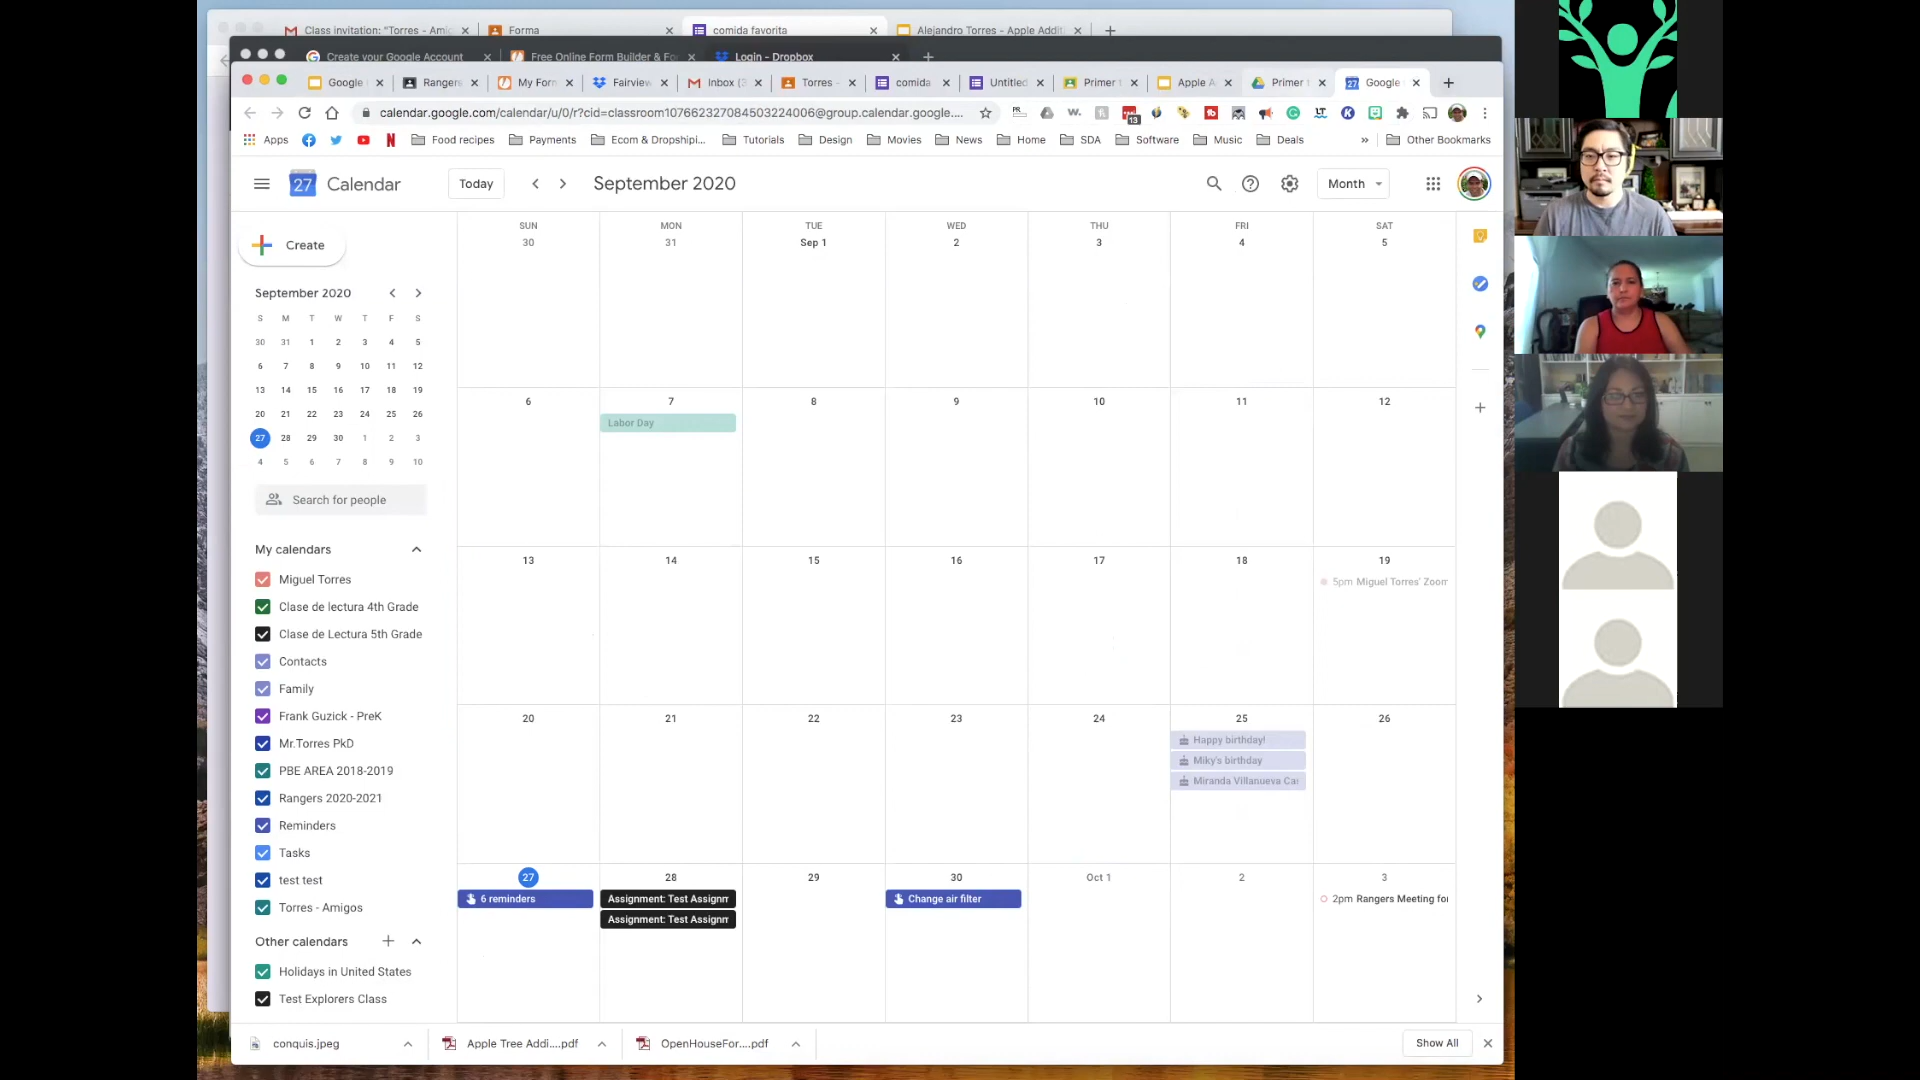 Class invitation: "Torres - Amig
Forma
comida favorita
Alejandro Torres - Apple Additi
Create your Google Account
Free Online Form Builder & Fo
Login - Dropbox
Google
Rangers
My Forn
Fairview
Inbox (3
Torres -
comida
Untitled
Primer t
Apple A
Primer t
Google
calendar.google.com/calendar/u/0/r?cid=classroom107662327084503224006@group.calendar.google....
13
Apps
Food recipes
Payments
Ecom & Dropshipi...
Tutorials
Design
Movies
News
Home
SDA
Software
Music
Deals
»
Other Bookmarks
27
Calendar
Today
September 2020
Month
Create
September 2020
S M T W T F S
30 31 1 2 3 4 5
6 7 8 9 10 11 12
13 14 15 16 17 18 19
20 21 22 23 24 25 26
27 28 29 30 1 2 3
4 5 6 7 8 9 10
Search for people
My calendars
Miguel Torres
Clase de lectura 4th Grade
Clase de Lectura 5th Grade
Contacts
Family
Frank Guzick - PreK
Mr.Torres PkD
PBE AREA 2018-2019
Rangers 2020-2021
Reminders
Tasks
test test
Torres - Amigos
Other calendars
Holidays in United States
Test Explorers Class
SUN MON TUE WED THU FRI SAT
30 31 Sep 1 2 3 4 5
6 7 8 9 10 11 12
Labor Day
13 14 15 16 17 18 19
5pm Miguel Torres' Zoom
20 21 22 23 24 25 26
Happy birthday!
Miky's birthday
Miranda Villanueva Ca
27 28 29 30 Oct 1 2 3
6 reminders
Assignment: Test Assignm
Change air filter
2pm Rangers Meeting for
Assignment: Test Assignm
conquis.jpeg
Apple Tree Addi....pdf
OpenHouseFor....pdf
Show All